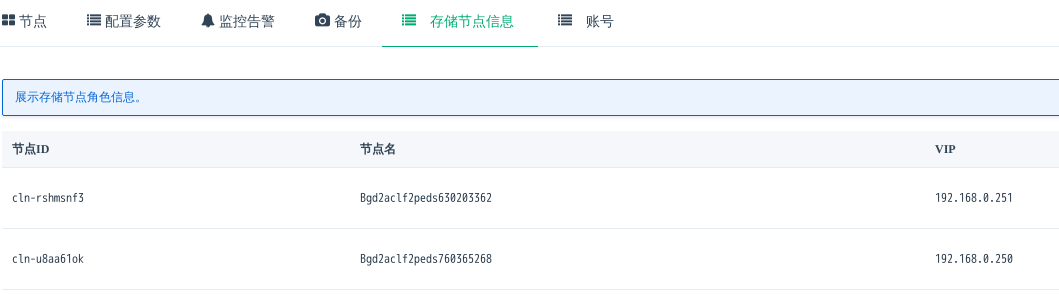 节点 配置参数 监控告警 备份 存储节点信息 账号
展示存储节点角色信息。
节点ID 节点名 VIP
cln-rshmsnf3 Bgd2aclf2peds630203362 192.168.0.251
cln-u8aa61ok Bgd2aclf2peds760365268 192.168.0.250